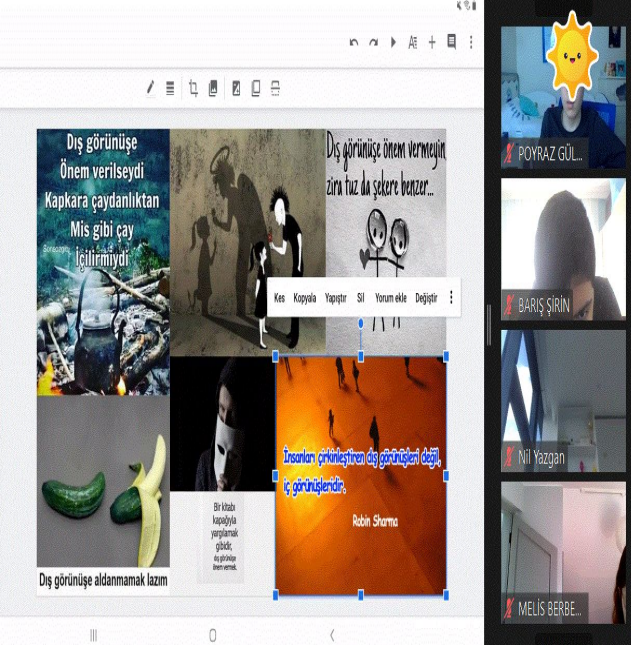 Dış görünüşe
Önem verilseydi
Kapkara çaydanlıktan
Mis gibi çay
içilirmiydi
Dış görünüşe önem vermeyin
zira tuz da şekere benzer...
Kes Kopyala Yapıştır Sil Yorum ekle Değiştir
İnsanları çirkinleştiren dış görünüşleri değil,
iç görünüşleridir.
Robin Sharma
Bir kitabı
kapağıyla
yargılamak
gibidir,
dış görünüşe
önem vermek.
Dış görünüşe aldanmamak lazım
POYRAZ GÜL...
BARIŞ ŞİRİN
Nil Yazgan
MELİS BERBE...